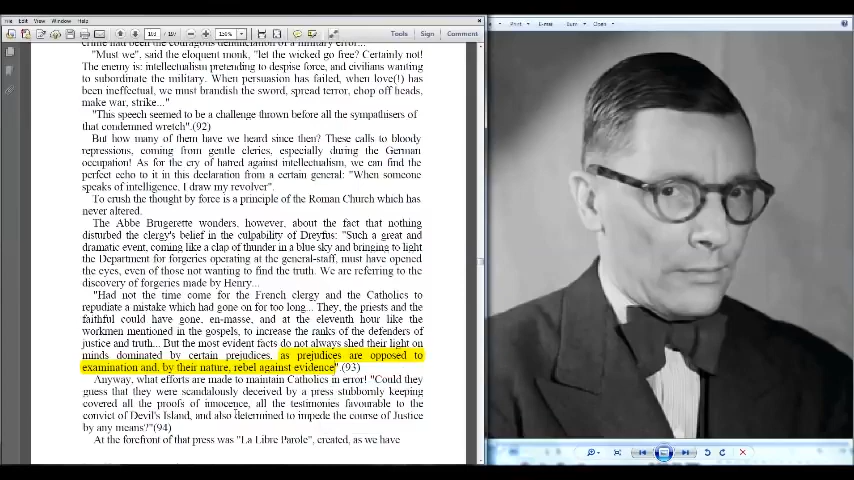 File Edit View Window Help
103 / 197
130%
Tools Sign Comment
Print E-mail Burn Open
crime had been the courageous denunciation of a military error...
"Must we", said the eloquent monk, "let the wicked go free? Certainly not!
The enemy is: intellectualism pretending to despise force, and civilians wanting
to subordinate the military. When persuasion has failed, when love(!) has
been ineffectual, we must brandish the sword, spread terror, chop off heads,
make war, strike..."
"This speech seemed to be a challenge thrown before all the sympathisers of
that condemned wretch".(92)
But how many of them have we heard since then? These calls to bloody
repressions, coming from gentle clerics, especially during the German
occupation! As for the cry of hatred against intellectualism, we can find the
perfect echo to it in this declaration from a certain general: "When someone
speaks of intelligence, I draw my revolver".
To crush the thought by force is a principle of the Roman Church which has
never altered.
The Abbe Brugerette wonders, however, about the fact that nothing
disturbed the clergy's belief in the culpability of Dreyfus: "Such a great and
dramatic event, coming like a clap of thunder in a blue sky and bringing to light
the Department for forgeries operating at the general-staff, must have opened
the eyes, even of those not wanting to find the truth. We are referring to the
discovery of forgeries made by Henry...
"Had not the time come for the French clergy and the Catholics to
repudiate a mistake which had gone on for too long... They, the priests and the
faithful could have gone, en-masse, and at the eleventh hour like the
workmen mentioned in the gospels, to increase the ranks of the defenders of
justice and truth... But the most evident facts do not always shed their light on
minds dominated by certain prejudices, as prejudices are opposed to
examination and, by their nature, rebel against evidence".(93)
Anyway, what efforts are made to maintain Catholics in error! "Could they
guess that they were scandalously deceived by a press stubbornly keeping
covered all the proofs of innocence, all the testimonies favourable to the
convict of Devil's Island, and also determined to impede the course of Justice
by any means?"(94)
At the forefront of that press was "La Libre Parole", created, as we have